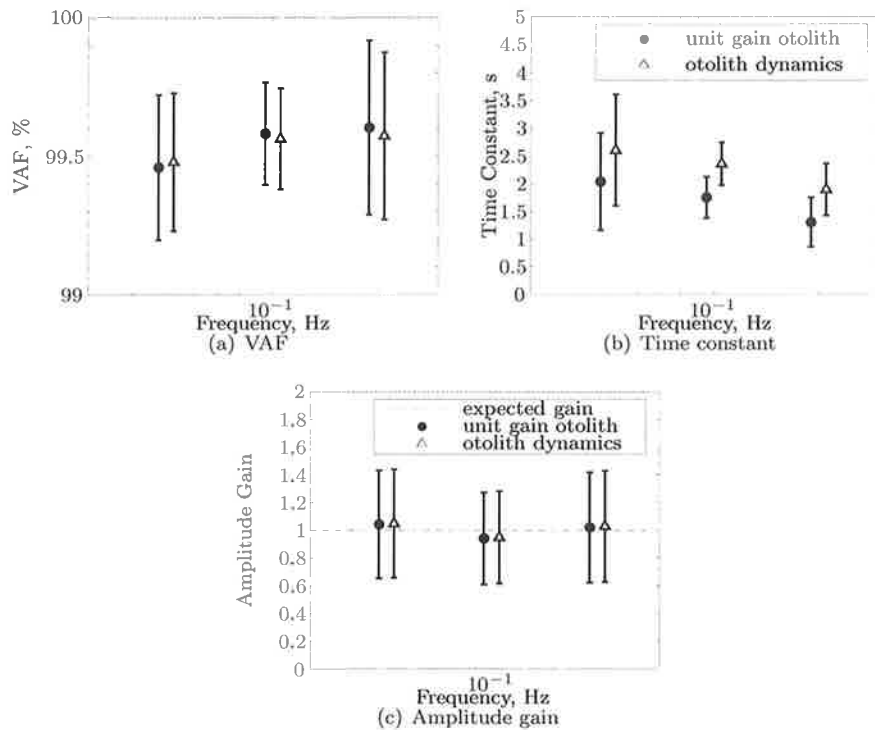 100
99.5
99
VAF, %
10−1
Frequency, Hz
(a) VAF
5
4.5
4
3.5
3
2.5
2
1.5
1
0.5
0
Time Constant, s
unit gain otolith
otolith dynamics
10−1
Frequency, Hz
(b) Time constant
2
1.8
1.6
1.4
1.2
1
0.8
0.6
0.4
0.2
0
Amplitude Gain
expected gain
unit gain otolith
otolith dynamics
10−1
Frequency, Hz
(c) Amplitude gain